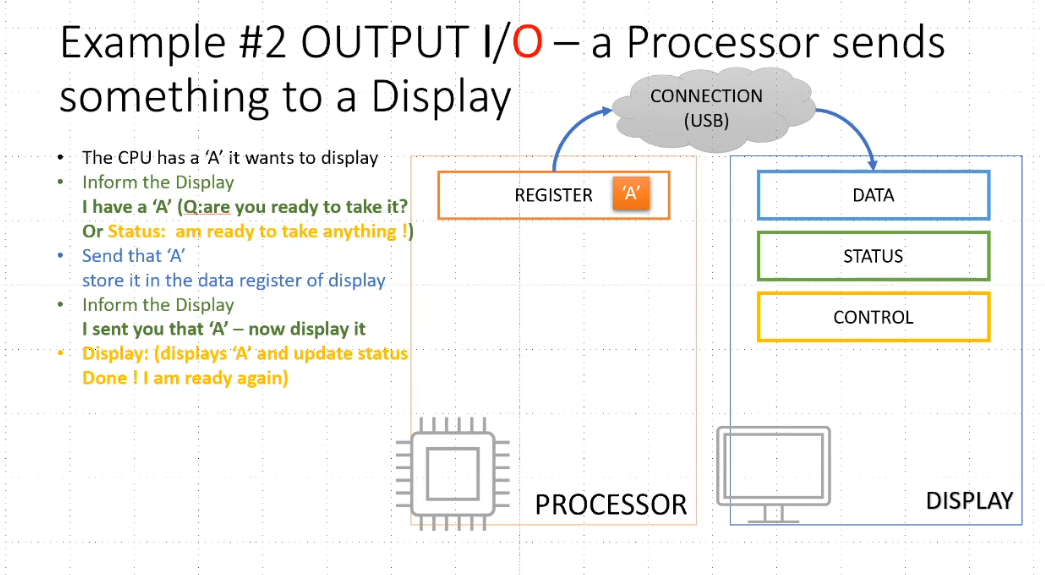 Example #2 OUTPUT I/O – a Processor sends
something to a Display
• The CPU has a ‘A’ it wants to display
• Inform the Display
I have a ‘A’ (Q:are you ready to take it?
Or Status:  am ready to take anything !)
• Send that ‘A’
store it in the data register of display
• Inform the Display
I sent you that ‘A’ – now display it
• Display: (displays ‘A’ and update status
Done ! I am ready again)
CONNECTION
(USB)
REGISTER
‘A’
PROCESSOR
DATA
STATUS
CONTROL
DISPLAY